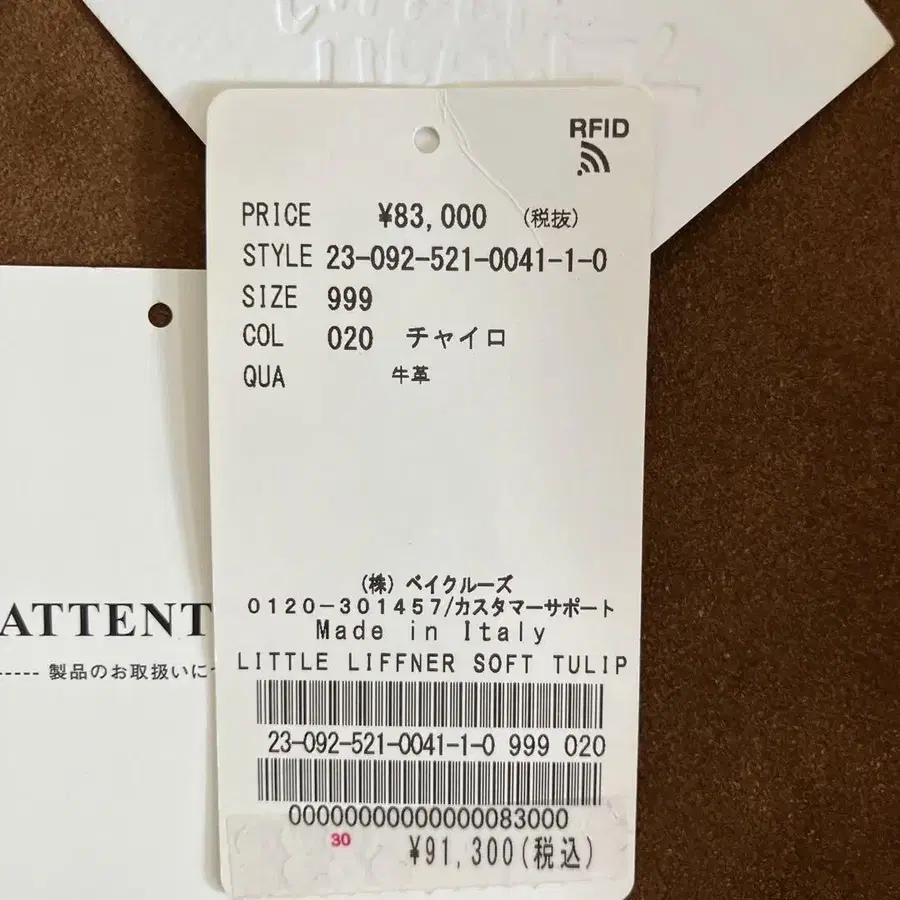 RFID
PRICE ¥83,000 (税抜)
STYLE 23-092-521-0041-1-0
SIZE 999
COL 020 チャイロ
QUA 牛革
(株) ベイクルーズ
0120-301457/カスタマーサポート
Made in Italy
LITTLE LIFFNER SOFT TULIP
23-092-521-0041-1-0 999 020
00000000000000083000
30
¥91,300(税込)
ATTENT
----- 製品のお取扱いに